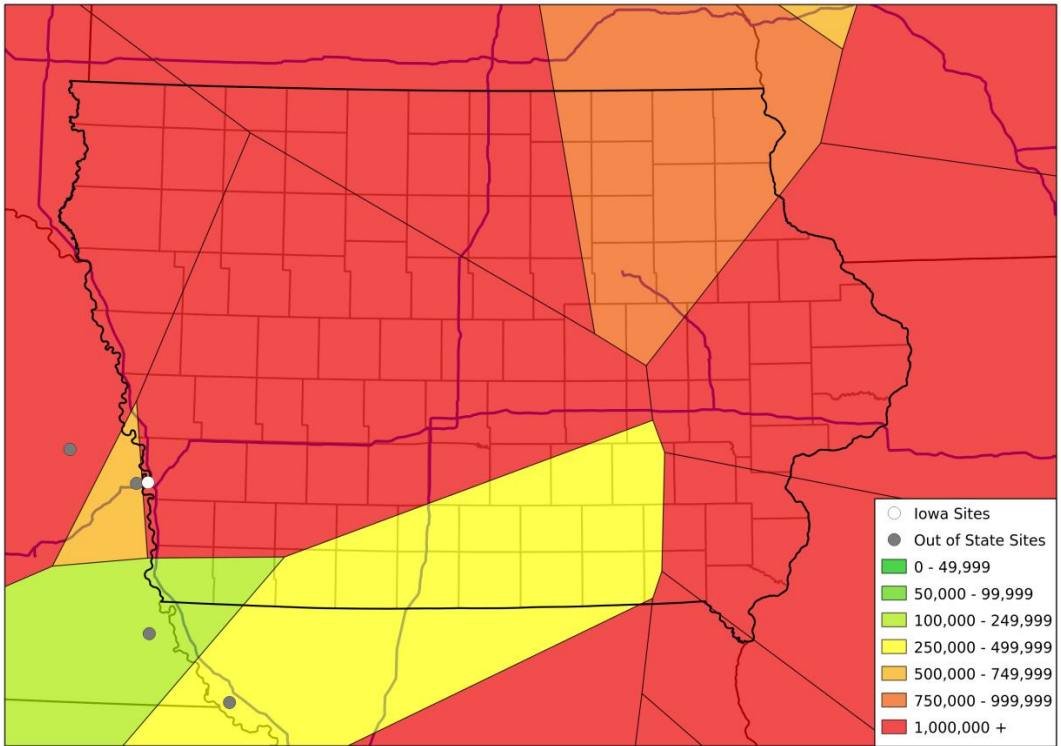 Iowa Sites
Out of State Sites
0 - 49,999
50,000 - 99,999
100,000 - 249,999
250,000 - 499,999
500,000 - 749,999
750,000 - 999,999
1,000,000 +